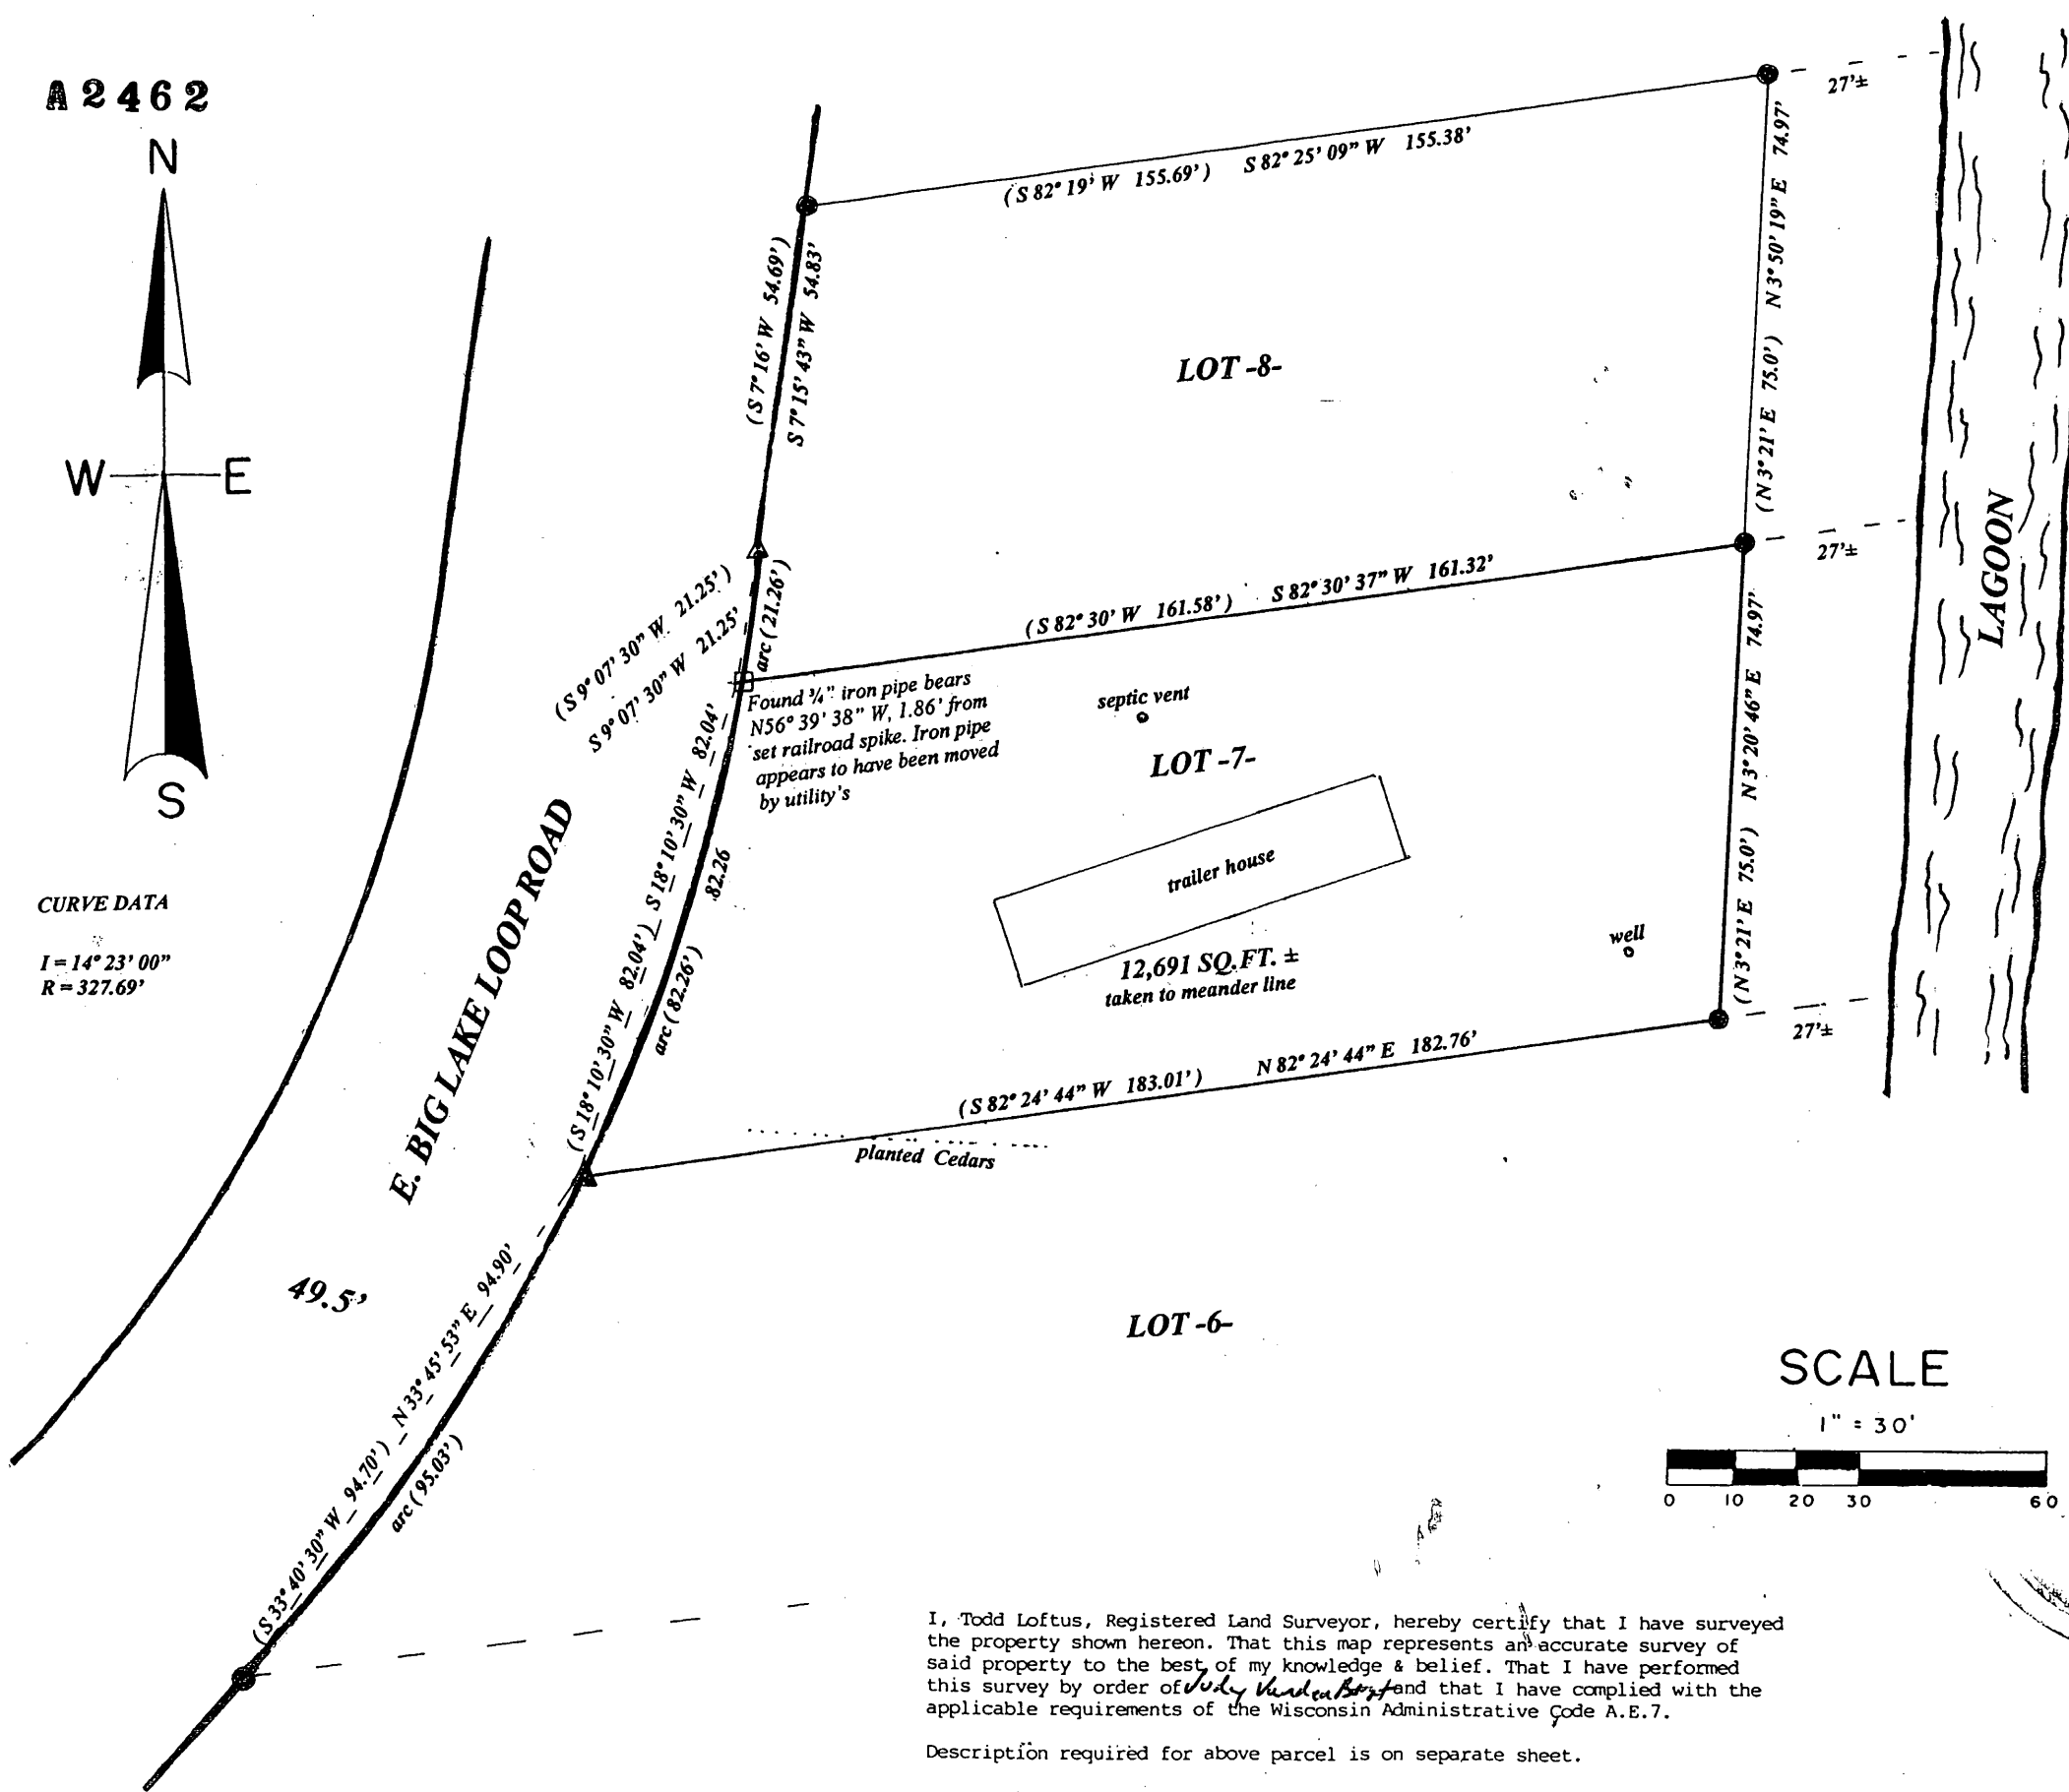 A2462
N
W E
S
27'±
(S 82° 19' W 155.69') S 82° 25' 09" W 155.38'
(N 3° 21' E 75.0') N 3° 50' 19" E 74.97'
(S 7° 16' W 54.69')
S 7° 15' 43" W 54.83'
LOT -8-
LAGOON
27'±
(S 82° 30' W 161.58') S 82° 30' 37" W 161.32'
(S 9° 07' 30" W 21.25')
S 9° 07' 30" W 21.25'
arc (21.26')
Found ¾" iron pipe bears
N56° 39' 38" W, 1.86' from
set railroad spike. Iron pipe
appears to have been moved
by utility's
septic vent
LOT -7-
trailer house
12,691 SQ.FT. ±
taken to meander line
well
(N 3° 21' E 75.0') N 3° 20' 46" E 74.97'
27'±
(S 18° 10' 30" W 82.04') S 18° 10' 30" W 82.04'
arc (82.26') 82.26
CURVE DATA
I = 14° 23' 00"
R = 327.69'
E. BIG LAKE LOOP ROAD
49.5'
(S 82° 24' 44" W 183.01') N 82° 24' 44" E 182.76'
planted Cedars
(S 33° 40' 30" W 94.70') N 33° 45' 53" E 94.90'
arc (95.03')
LOT -6-
SCALE
1" = 30'
0 10 20 30 60
I, Todd Loftus, Registered Land Surveyor, hereby certify that I have surveyed
the property shown hereon. That this map represents an accurate survey of
said property to the best of my knowledge & belief. That I have performed
this survey by order of Judy and that I have complied with the
applicable requirements of the Wisconsin Administrative Code A.E.7.
Description required for above parcel is on separate sheet.